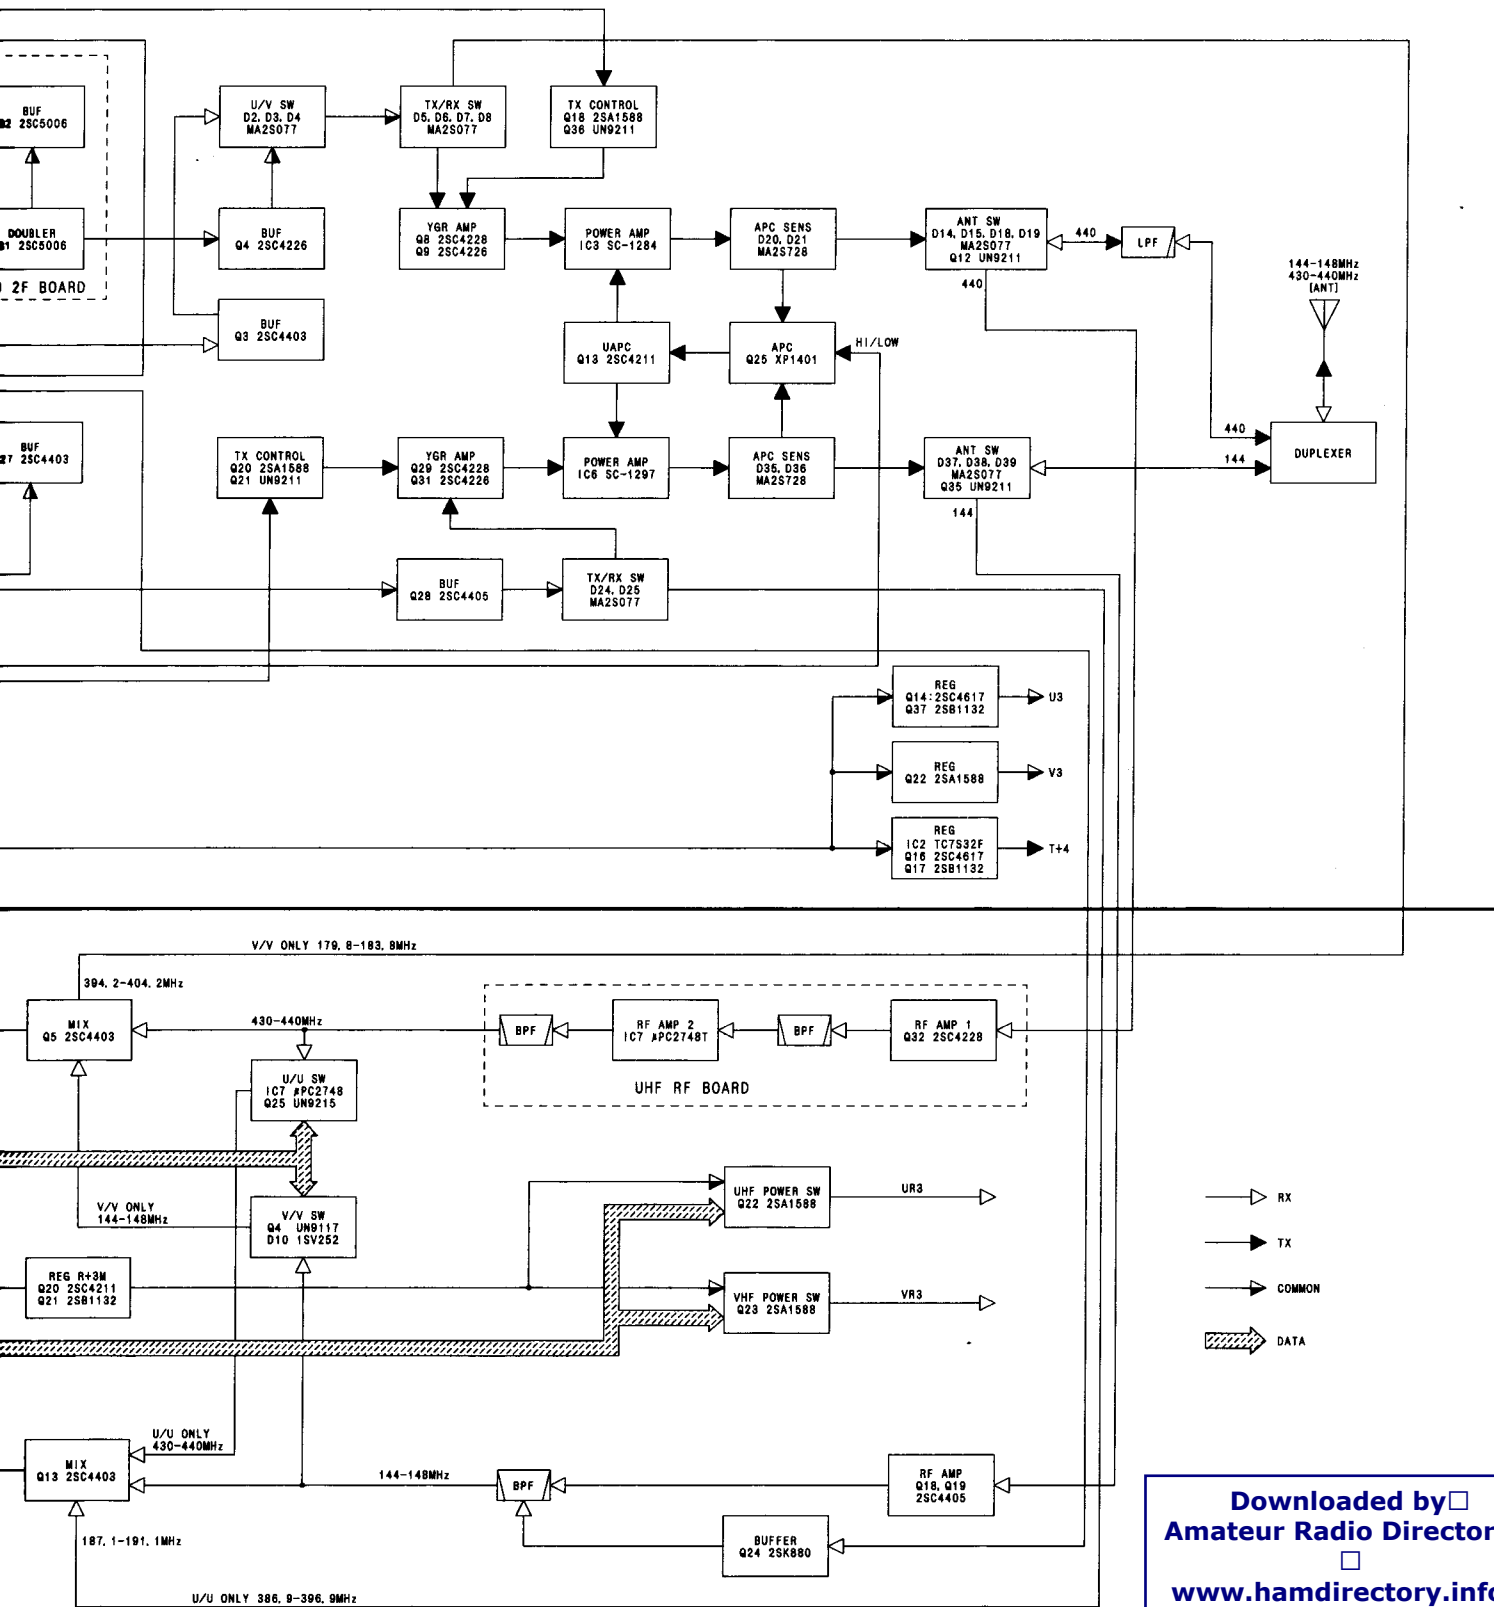 BUF
2SC5006
U/V SW
D2, D3, D4
MA2S077
TX/RX SW
D5, D6, D7, D8
MA2S077
TX CONTROL
Q18 2SA1588
Q36 UN9211
DOUBLER
2SC5006
BUF
Q4 2SC4226
YGR AMP
Q8 2SC4228
Q9 2SC4226
POWER AMP
IC3 SC-1284
APC SENS
D20, D21
MA2S728
ANT SW
D14, D15, D18, D19
MA2S077
Q12 UN9211
440
LPF
440
2F BOARD
144-148MHz
430-440MHz
[ANT]
BUF
Q3 2SC4403
UAPC
Q13 2SC4211
APC
Q25 XP1401
HI/LOW
BUF
27 2SC4403
TX CONTROL
Q20 2SA1588
Q21 UN9211
YGR AMP
Q29 2SC4228
Q31 2SC4226
POWER AMP
IC6 SC-1297
APC SENS
D35, D36
MA2S728
ANT SW
D37, D38, D39
MA2S077
Q35 UN9211
144
440
144
DUPLEXER
BUF
Q28 2SC4405
TX/RX SW
D24, D25
MA2S077
REG
Q14:2SC4617
Q37 2SB1132
U3
REG
Q22 2SA1588
V3
REG
IC2 TC7S32F
Q16 2SC4617
Q17 2SB1132
T+4
V/V ONLY 179.8-183.8MHz
394.2-404.2MHz
MIX
Q5 2SC4403
430-440MHz
BPF
RF AMP 2
IC7 μPC2748T
BPF
RF AMP 1
Q32 2SC4228
UHF RF BOARD
U/U SW
IC7 μPC2748
Q25 UN9215
V/V ONLY
144-148MHz
V/V SW
Q4 UN9117
D10 1SV252
UHF POWER SW
Q22 2SA1588
UR3
RX
TX
REG R+3M
Q20 2SC4211
Q21 2SB1132
VHF POWER SW
Q23 2SA1588
VR3
COMMON
DATA
U/U ONLY
430-440MHz
MIX
Q13 2SC4403
144-148MHz
BPF
RF AMP
Q18, Q19
2SC4405
187.1-191.1MHz
BUFFER
Q24 2SK880
U/U ONLY 386.9-396.9MHz
Downloaded by□
Amateur Radio Director
□
www.hamdirectory.info